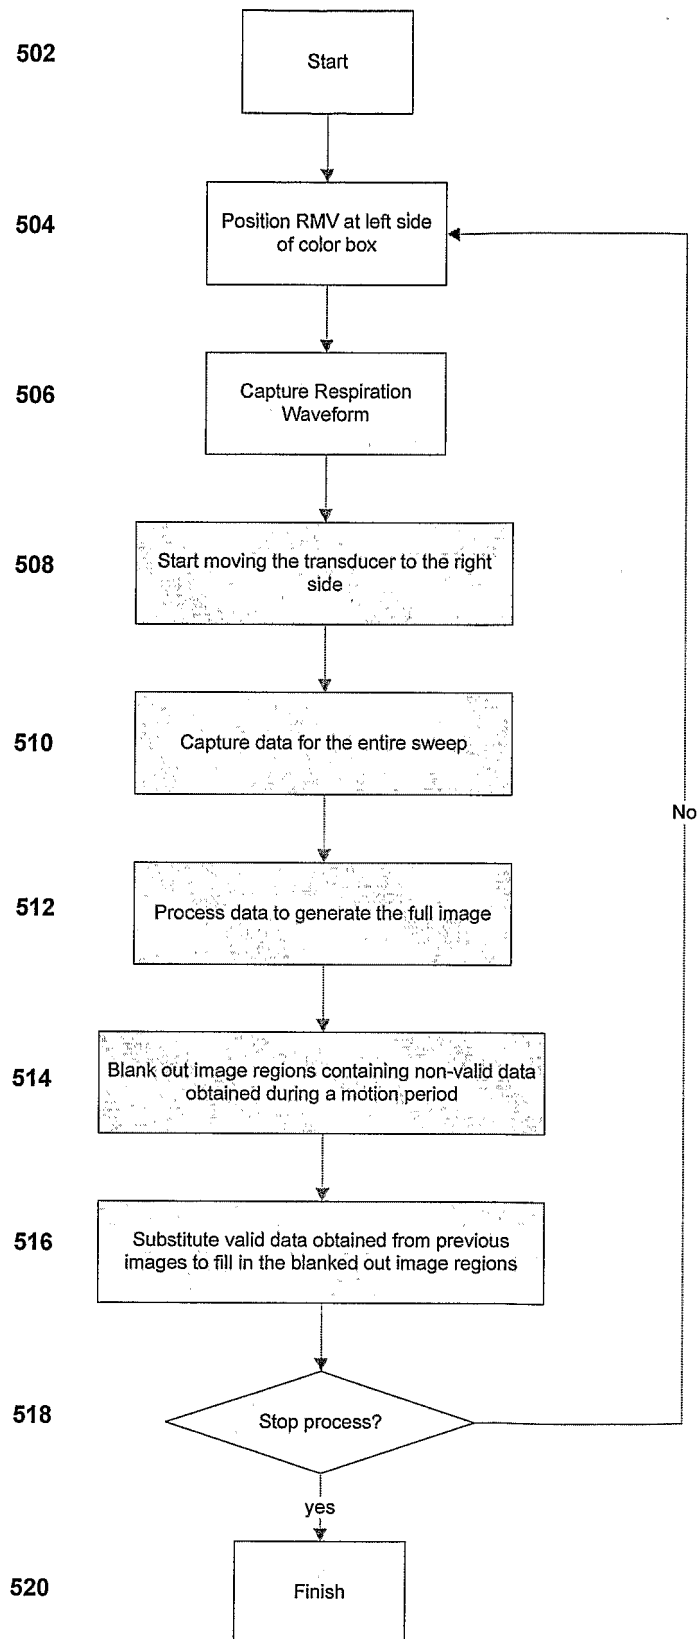 502
Start
504
Position RMV at left side
of color box
506
Capture Respiration
Waveform
508
Start moving the transducer to the right
side
510
Capture data for the entire sweep
No
512
Process data to generate the full image
514
Blank out image regions containing non-valid data
obtained during a motion period
516
Substitute valid data obtained from previous
images to fill in the blanked out image regions
518
Stop process?
yes
520
Finish